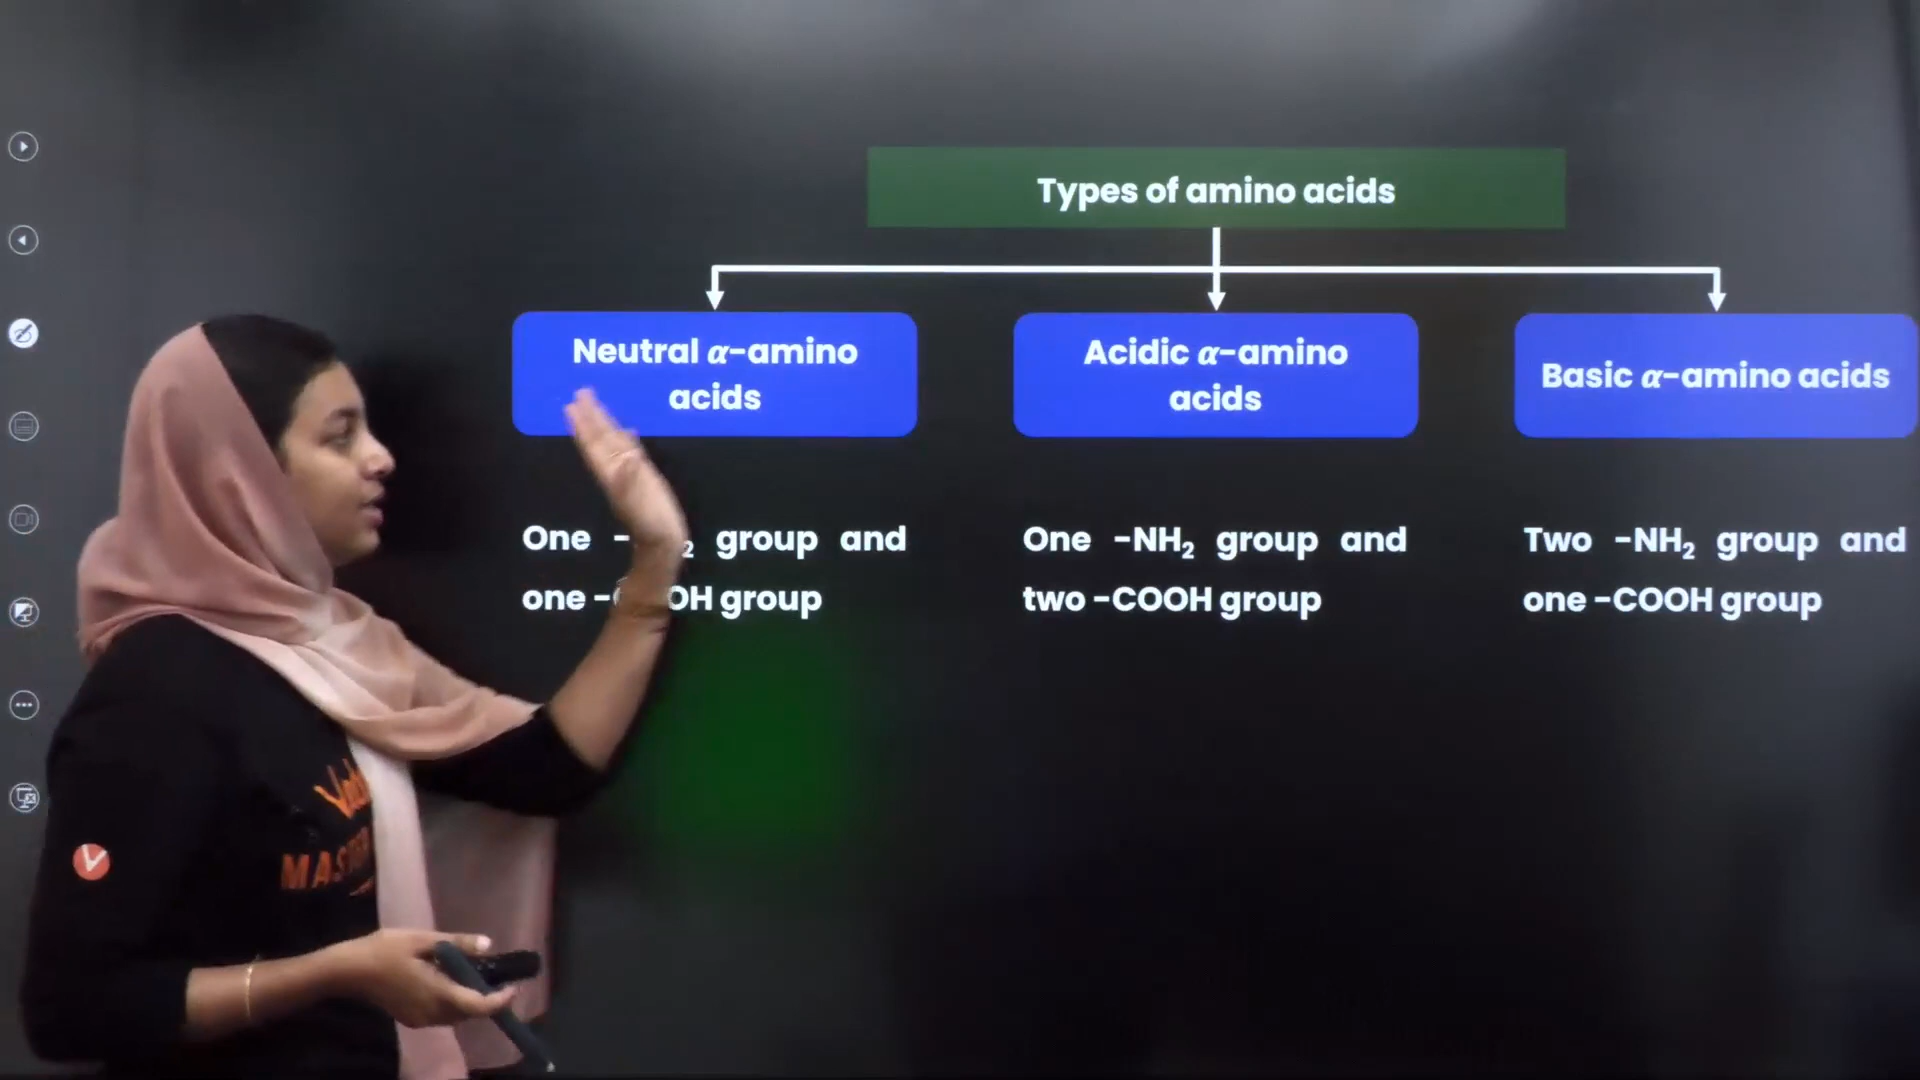 Types of amino acids
Neutral α-amino
acids
Acidic α-amino
acids
Basic α-amino acids
One group and
one group
One -NH₂ group and
two -COOH group
Two -NH₂ group and
one -COOH group
V